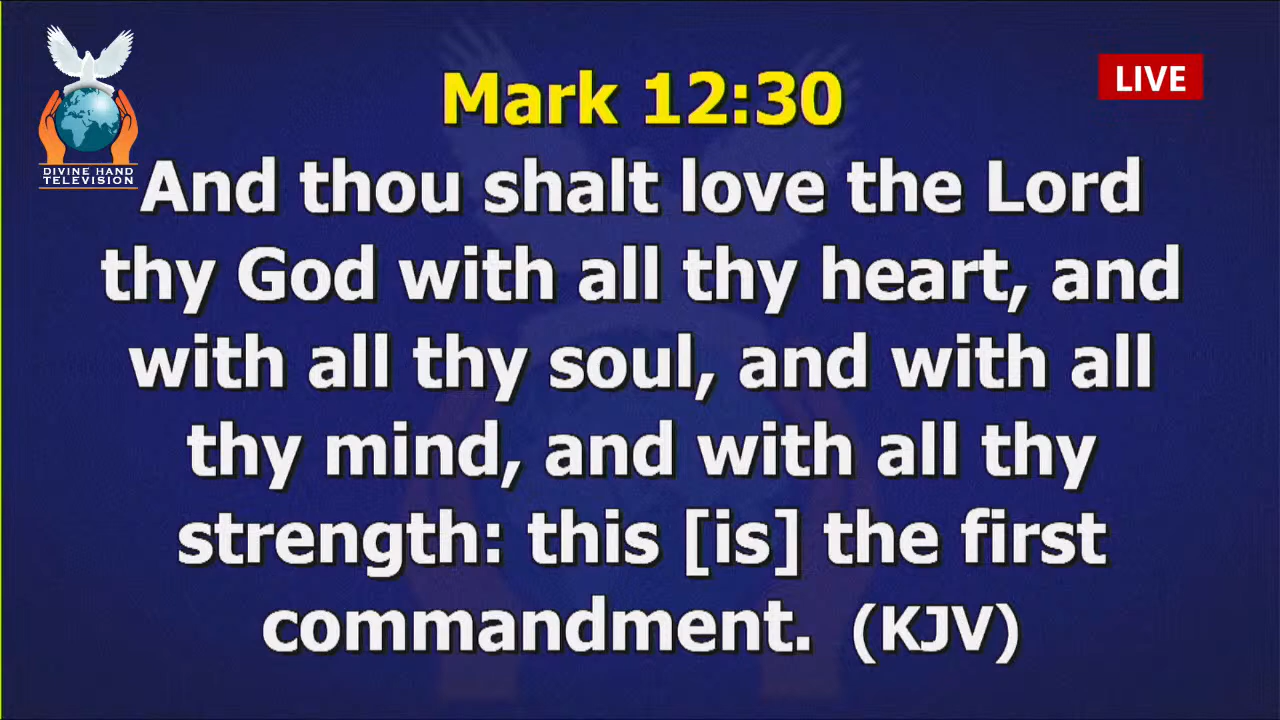 LIVE
Mark 12:30
DIVINE HAND
TELEVISION
And thou shalt love the Lord
thy God with all thy heart, and
with all thy soul, and with all
thy mind, and with all thy
strength: this [is] the first
commandment. (KJV)